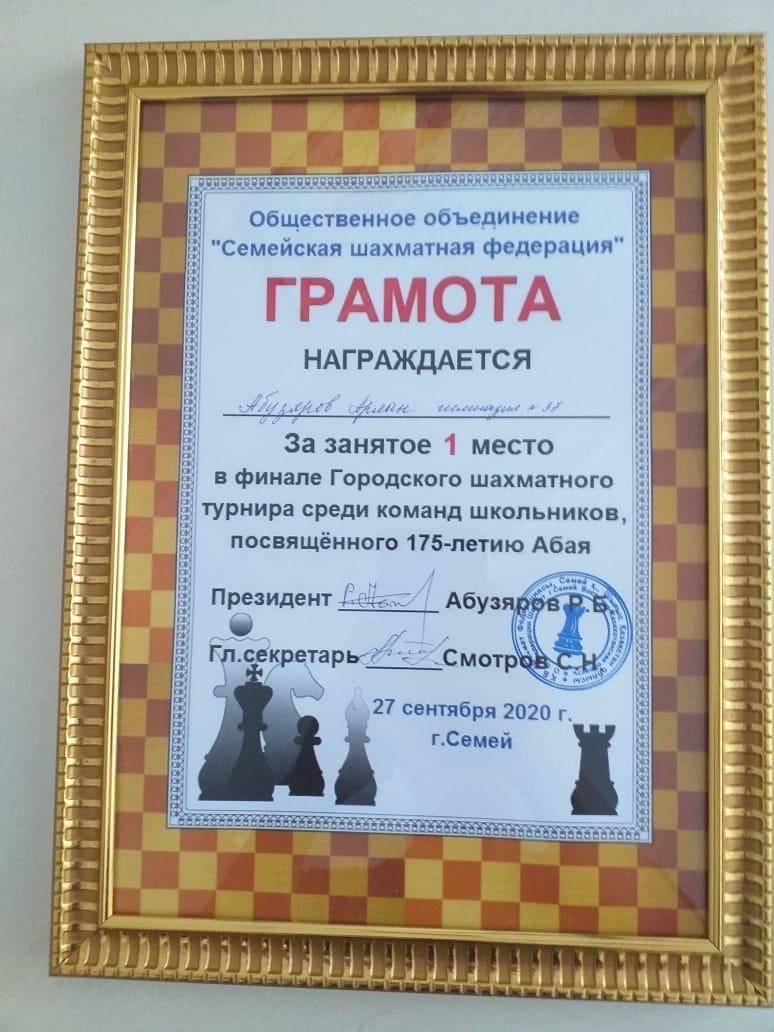 Общественное объединение
"Семейская шахматная федерация"
ГРАМОТА
НАГРАЖДАЕТСЯ
Абузяров Арлан гимназия № 37
За занятое 1 место
в финале Городского шахматного
турнира среди команд школьников,
посвящённого 175-летию Абая
Президент Абузяров Р.Б.
Гл.секретарь Смотров С.Н.
27 сентября 2020 г.
г.Семей